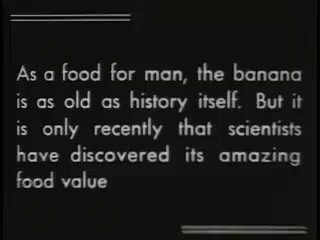 As a food for man, the banana
is as old as history itself. But it
is only recently that scientists
have discovered its amazing
food value